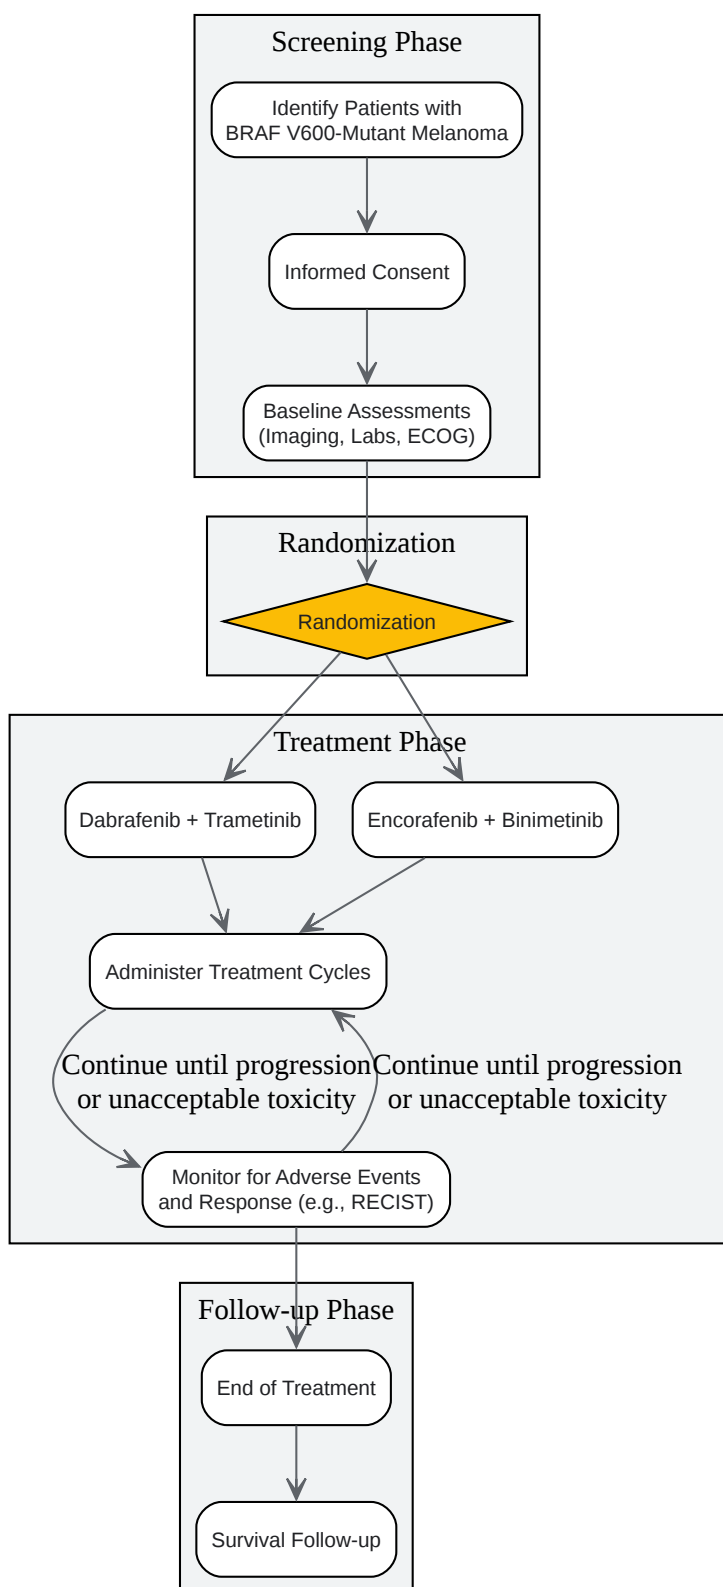 Screening Phase
Identify Patients with
BRAF V600-Mutant Melanoma
Informed Consent
Baseline Assessments
(Imaging, Labs, ECOG)
Randomization
Randomization
Treatment Phase
Dabrafenib + Trametinib
Encorafenib + Binimetinib
Administer Treatment Cycles
Continue until progression
or unacceptable toxicity
Continue until progression
or unacceptable toxicity
Monitor for Adverse Events
and Response (e.g., RECIST)
Follow-up Phase
End of Treatment
Survival Follow-up